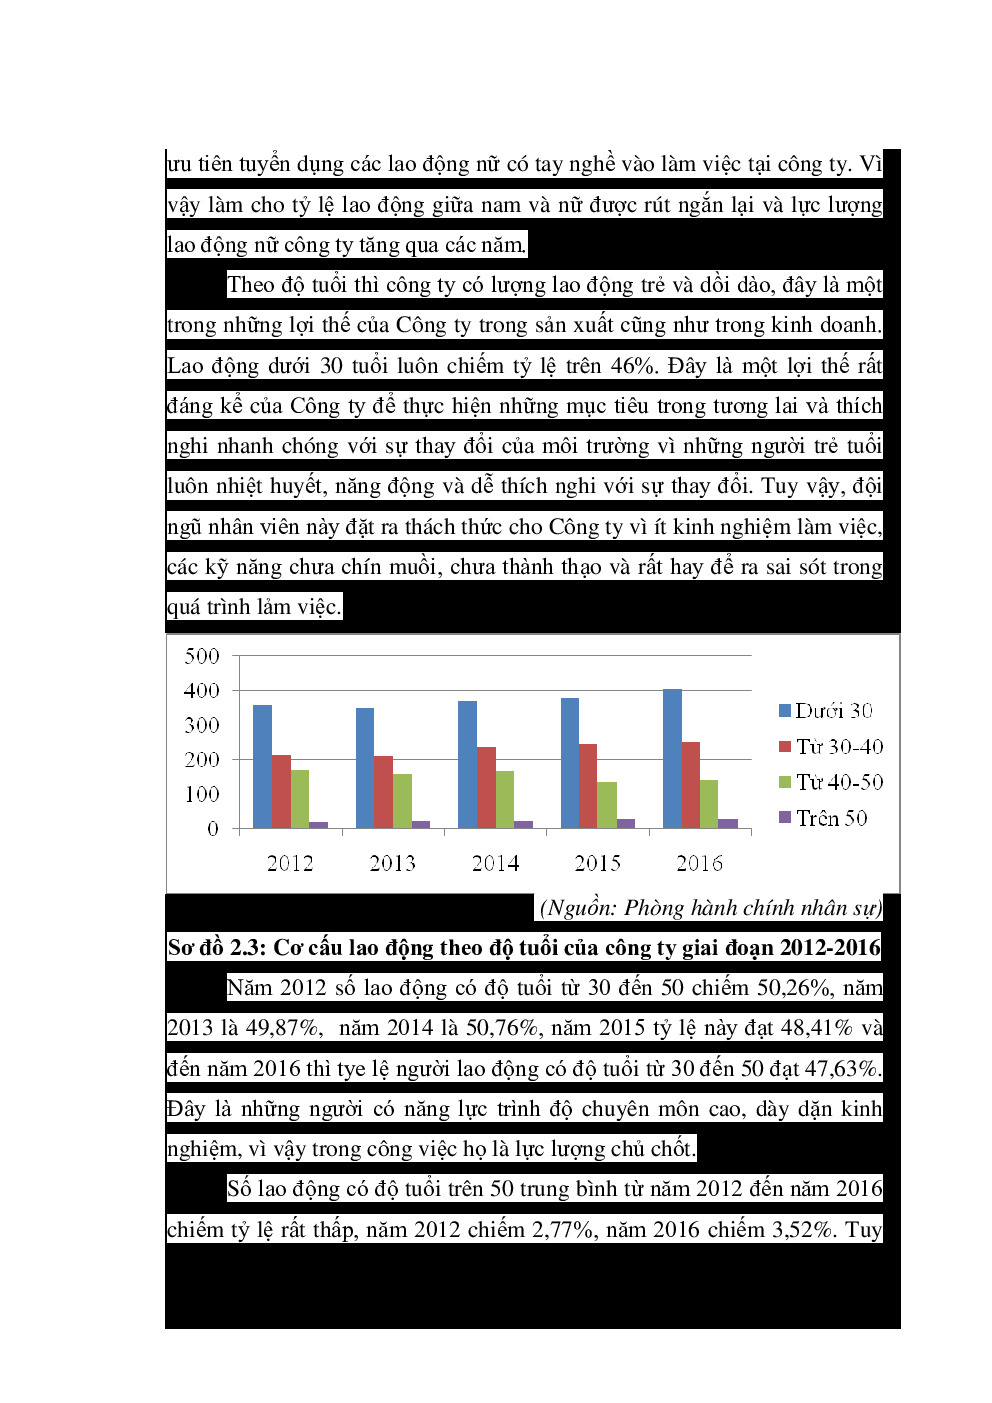 ưu tiên tuyển dụng các lao động nữ có tay nghề vào làm việc tại công ty. Vì
vậy làm cho tỷ lệ lao động giữa nam và nữ được rút ngắn lại và lực lượng
lao động nữ công ty tăng qua các năm.
Theo độ tuổi thì công ty có lượng lao động trẻ và dồi dào, đây là một
trong những lợi thế của Công ty trong sản xuất cũng như trong kinh doanh.
Lao động dưới 30 tuổi luôn chiếm tỷ lệ trên 46%. Đây là một lợi thế rất
đáng kể của Công ty để thực hiện những mục tiêu trong tương lai và thích
nghi nhanh chóng với sự thay đổi của môi trường vì những người trẻ tuổi
luôn nhiệt huyết, năng động và dễ thích nghi với sự thay đổi. Tuy vậy, đội
ngũ nhân viên này đặt ra thách thức cho Công ty vì ít kinh nghiệm làm việc,
các kỹ năng chưa chín muồi, chưa thành thạo và rất hay để ra sai sót trong
quá trình lảm việc.
500
400
300
200
100
0
2012 2013 2014 2015 2016
Dưới 30
Từ 30-40
Từ 40-50
Trên 50
(Nguồn: Phòng hành chính nhân sự)
Sơ đồ 2.3: Cơ cấu lao động theo độ tuổi của công ty giai đoạn 2012-2016
Năm 2012 số lao động có độ tuổi từ 30 đến 50 chiếm 50,26%, năm
2013 là 49,87%, năm 2014 là 50,76%, năm 2015 tỷ lệ này đạt 48,41% và
đến năm 2016 thì tye lệ người lao động có độ tuổi từ 30 đến 50 đạt 47,63%.
Đây là những người có năng lực trình độ chuyên môn cao, dày dặn kinh
nghiệm, vì vậy trong công việc họ là lực lượng chủ chốt.
Số lao động có độ tuổi trên 50 trung bình từ năm 2012 đến năm 2016
chiếm tỷ lệ rất thấp, năm 2012 chiếm 2,77%, năm 2016 chiếm 3,52%. Tuy